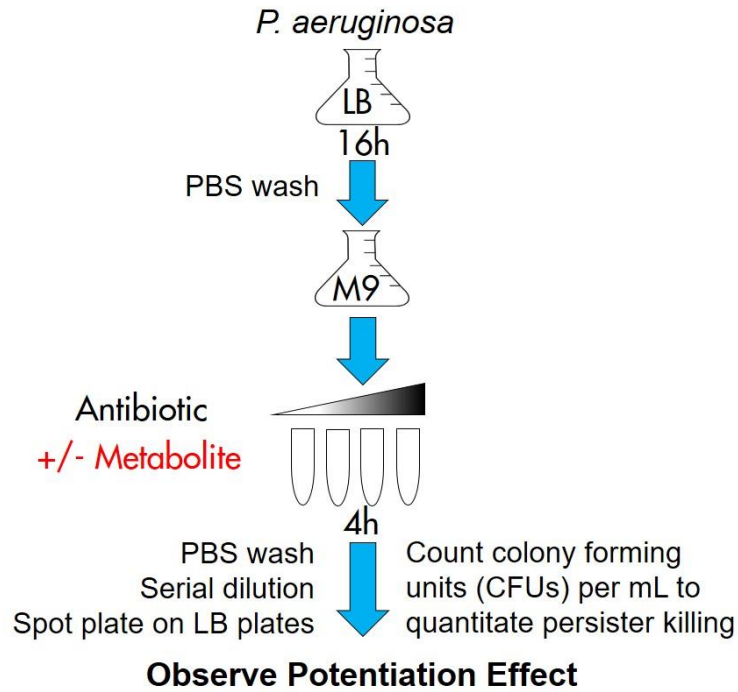 P. aeruginosa
LB
16h
PBS wash
M9
Antibiotic
+/- Metabolite
4h
PBS wash
Serial dilution
Spot plate on LB plates
Count colony forming
units (CFUs) per mL to
quantitate persister killing
Observe Potentiation Effect